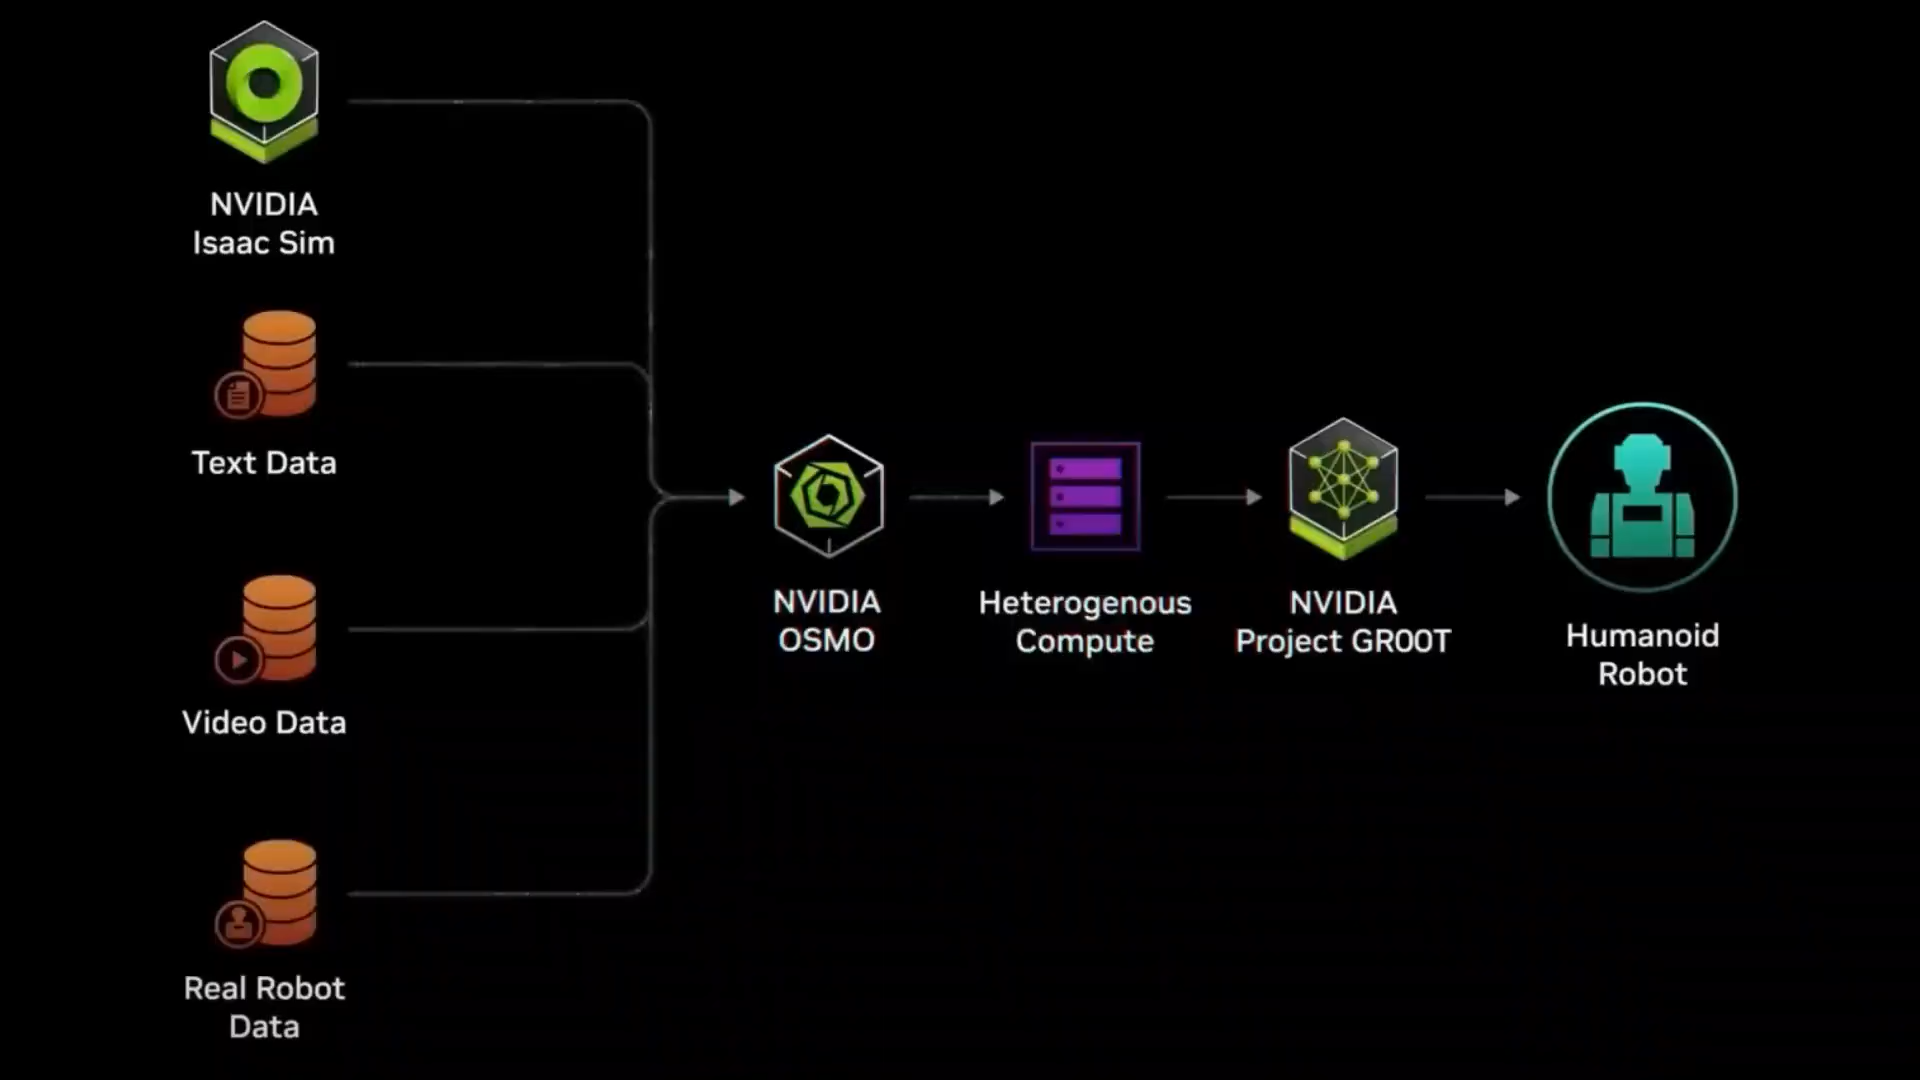 NVIDIA
Isaac Sim
Text Data
Video Data
Real Robot
Data
NVIDIA
OSMO
Heterogenous
Compute
NVIDIA
Project GR00T
Humanoid
Robot